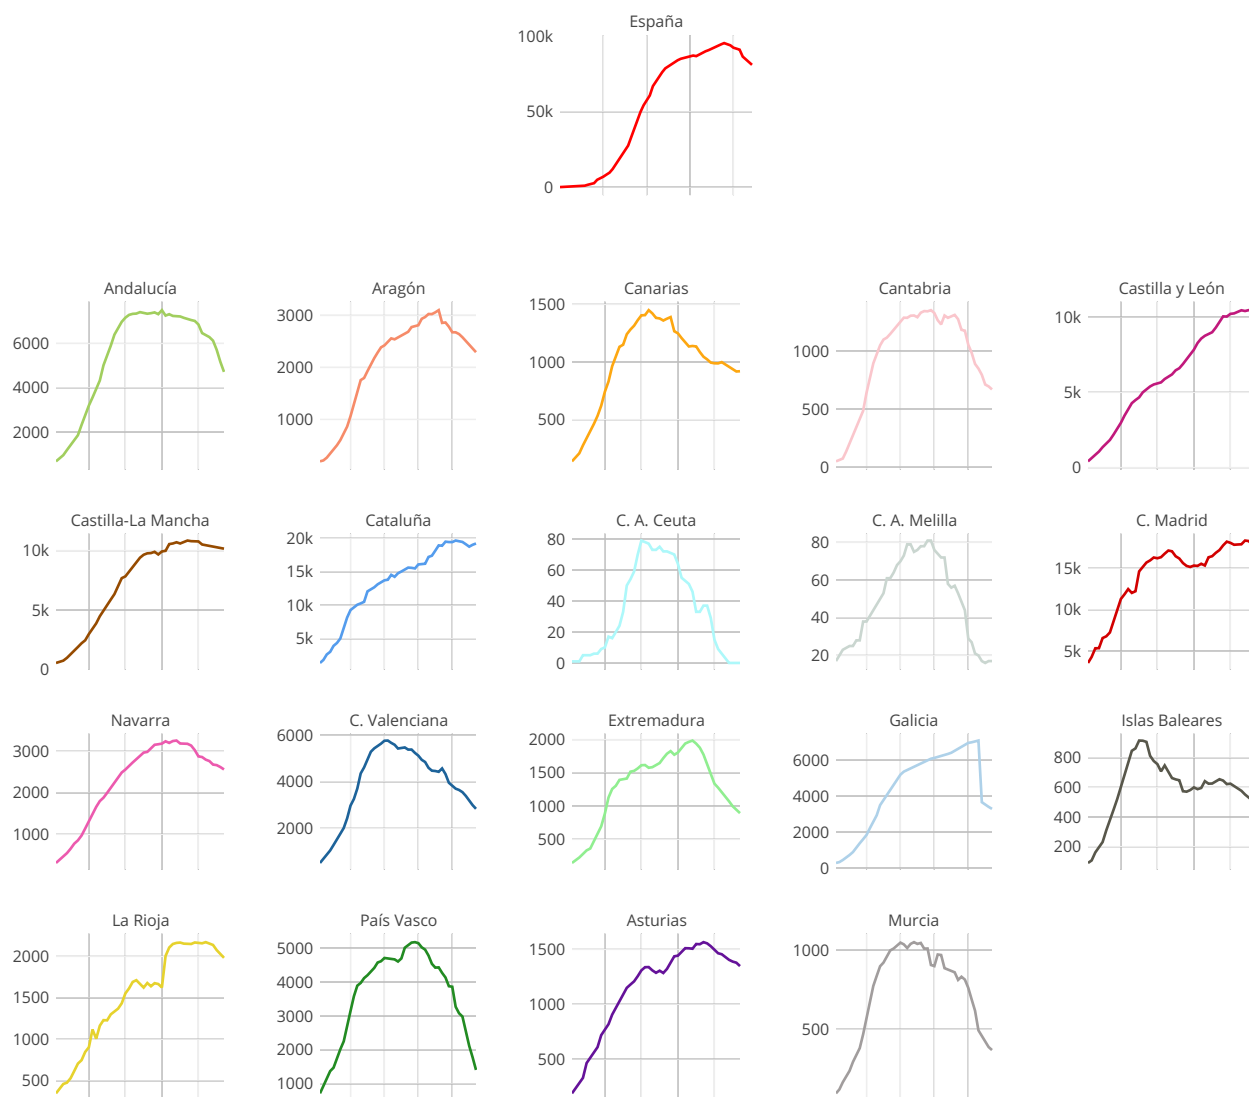 España
100k
50k
0
Andalucía
Aragón
Canarias
Cantabria
Castilla y León
6000
4000
2000
3000
2000
1000
1500
1000
500
1000
500
0
10k
5k
0
Castilla-La Mancha
Cataluña
C. A. Ceuta
C. A. Melilla
C. Madrid
10k
5k
0
20k
15k
10k
5k
80
60
40
20
0
80
60
40
20
15k
10k
5k
Navarra
C. Valenciana
Extremadura
Galicia
Islas Baleares
3000
2000
1000
6000
4000
2000
2000
1500
1000
500
6000
4000
2000
0
800
600
400
200
La Rioja
País Vasco
Asturias
Murcia
2000
1500
1000
500
5000
4000
3000
2000
1000
1500
1000
500
1000
500